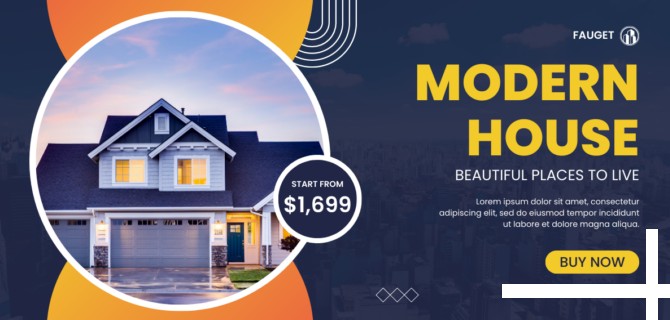 FAUGET
MODERN
HOUSE
BEAUTIFUL PLACES TO LIVE
START FROM
$1,699
Lorem ipsum dolor sit amet, consectetur
adipiscing elit, sed do eiusmod tempor incididunt
ut labore et dolore magna aliqua.
BUY NOW